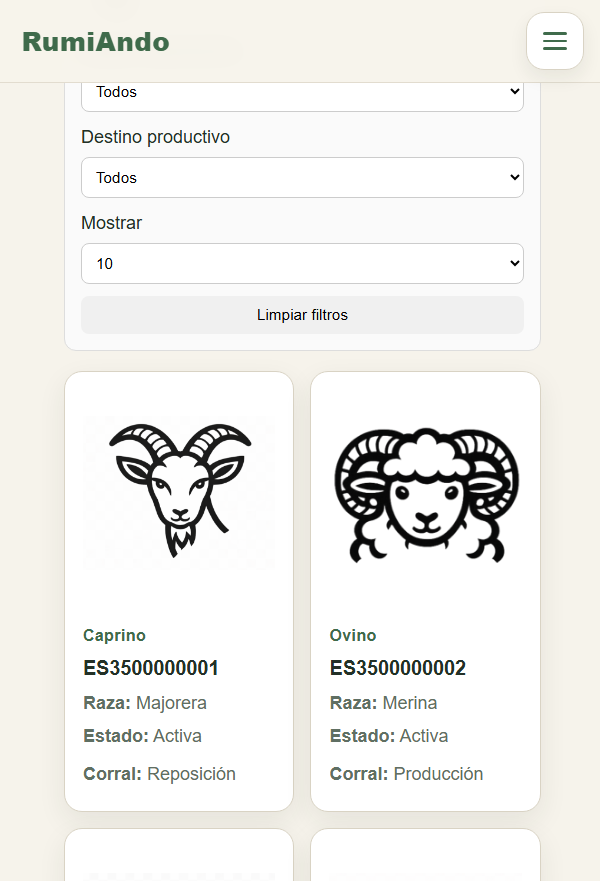 RumiAndo
Todos
Destino productivo
Todos
Mostrar
10
Limpiar filtros
Caprino
ES3500000001
Raza: Majorera
Estado: Activa
Corral: Reposición
Ovino
ES3500000002
Raza: Merina
Estado: Activa
Corral: Producción